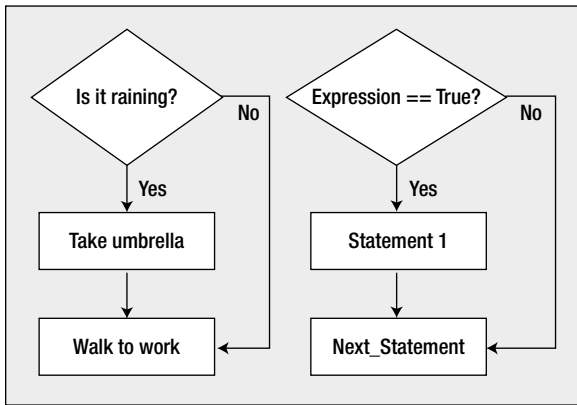 Is it raining?
No
Yes
Take umbrella
Walk to work
Expression == True?
No
Yes
Statement 1
Next_Statement